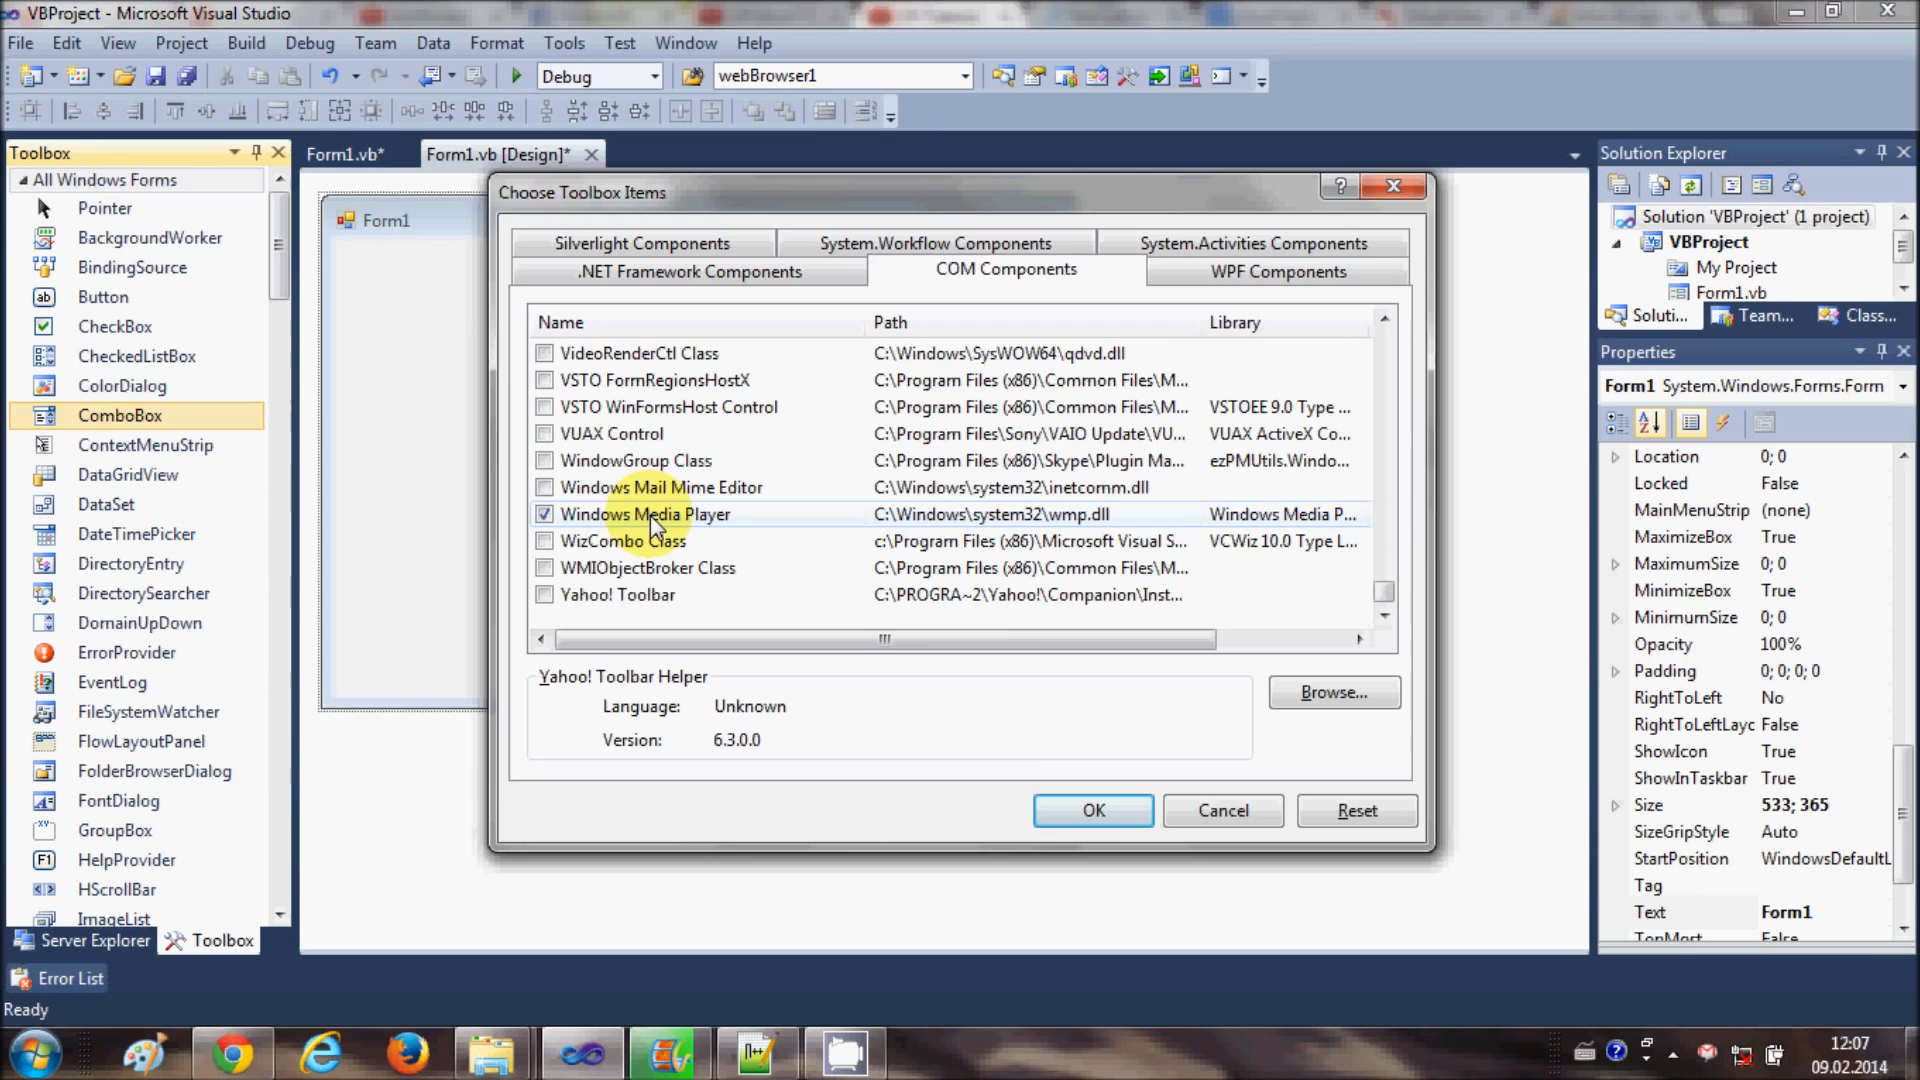 VBProject - Microsoft Visual Studio
File Edit View Project Build Debug Team Data Format Tools Test Window Help
Debug webBrowser1
Toolbox
All Windows Forms
Pointer
BackgroundWorker
BindingSource
Button
CheckBox
CheckedListBox
ColorDialog
ComboBox
ContextMenuStrip
DataGridView
DataSet
DateTimePicker
DirectoryEntry
DirectorySearcher
DomainUpDown
ErrorProvider
EventLog
FileSystemWatcher
FlowLayoutPanel
FolderBrowserDialog
FontDialog
GroupBox
HelpProvider
HScrollBar
ImageList
Server Explorer Toolbox
Error List
Ready
Form1.vb* Form1.vb [Design]*
Form1
Choose Toolbox Items
Silverlight Components System.Workflow Components System.Activities Components
.NET Framework Components COM Components WPF Components
Name Path Library
VideoRenderCtl Class C:\Windows\SysWOW64\qdvd.dll
VSTO FormRegionsHostX C:\Program Files (x86)\Common Files\M...
VSTO WinFormsHost Control C:\Program Files (x86)\Common Files\M... VSTOEE 9.0 Type ...
VUAX Control C:\Program Files\Sony\VAIO Update\VU... VUAX ActiveX Co...
WindowGroup Class C:\Program Files (x86)\Skype\Plugin Ma... ezPMUtils.Windo...
Windows Mail Mime Editor C:\Windows\system32\inetcomm.dll
Windows Media Player C:\Windows\system32\wmp.dll Windows Media P...
WizCombo Class c:\Program Files (x86)\Microsoft Visual S... VCWiz 10.0 Type L...
WMIObjectBroker Class C:\Program Files (x86)\Common Files\M...
Yahoo! Toolbar C:\PROGRA~2\Yahoo!\Companion\Inst...
Yahoo! Toolbar Helper
Language: Unknown
Version: 6.3.0.0
Browse...
OK Cancel Reset
Solution Explorer
Solution 'VBProject' (1 project)
VBProject
My Project
Form1.vb
Soluti... Team... Class...
Properties
Form1 System.Windows.Forms.Form
Location 0; 0
Locked False
MainMenuStrip (none)
MaximizeBox True
MaximumSize 0; 0
MinimizeBox True
MinimumSize 0; 0
Opacity 100%
Padding 0; 0; 0; 0
RightToLeft No
RightToLeftLayc False
ShowIcon True
ShowInTaskbar True
Size 533; 365
SizeGripStyle Auto
StartPosition WindowsDefaultL
Tag
Text Form1
TopMost False
12:07
09.02.2014